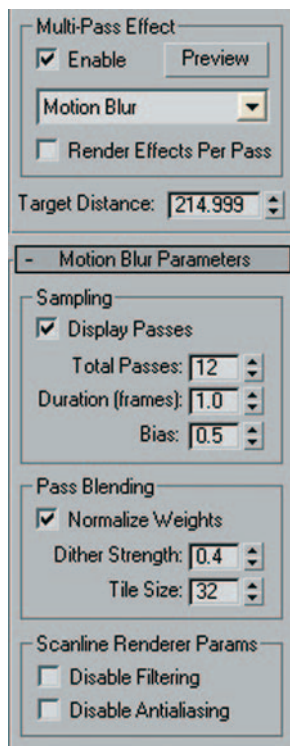 Multi-Pass Effect
Enable Preview
Motion Blur
Render Effects Per Pass
Target Distance: 214.999
- Motion Blur Parameters
Sampling
Display Passes
Total Passes: 12
Duration (frames): 1.0
Bias: 0.5
Pass Blending
Normalize Weights
Dither Strength: 0.4
Tile Size: 32
Scanline Renderer Params
Disable Filtering
Disable Antialiasing